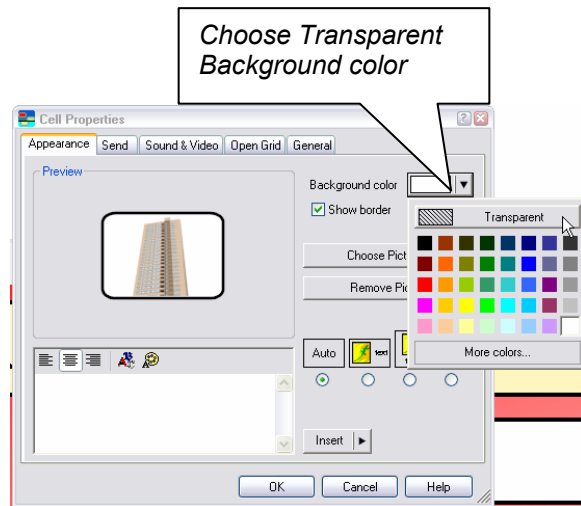 Choose Transparent
Background color
Cell Properties
Appearance Send Sound & Video Open Grid General
Preview
Background color
Show border
Transparent
Choose Pict
Remove Pic
More colors...
Auto text
Insert
OK Cancel Help